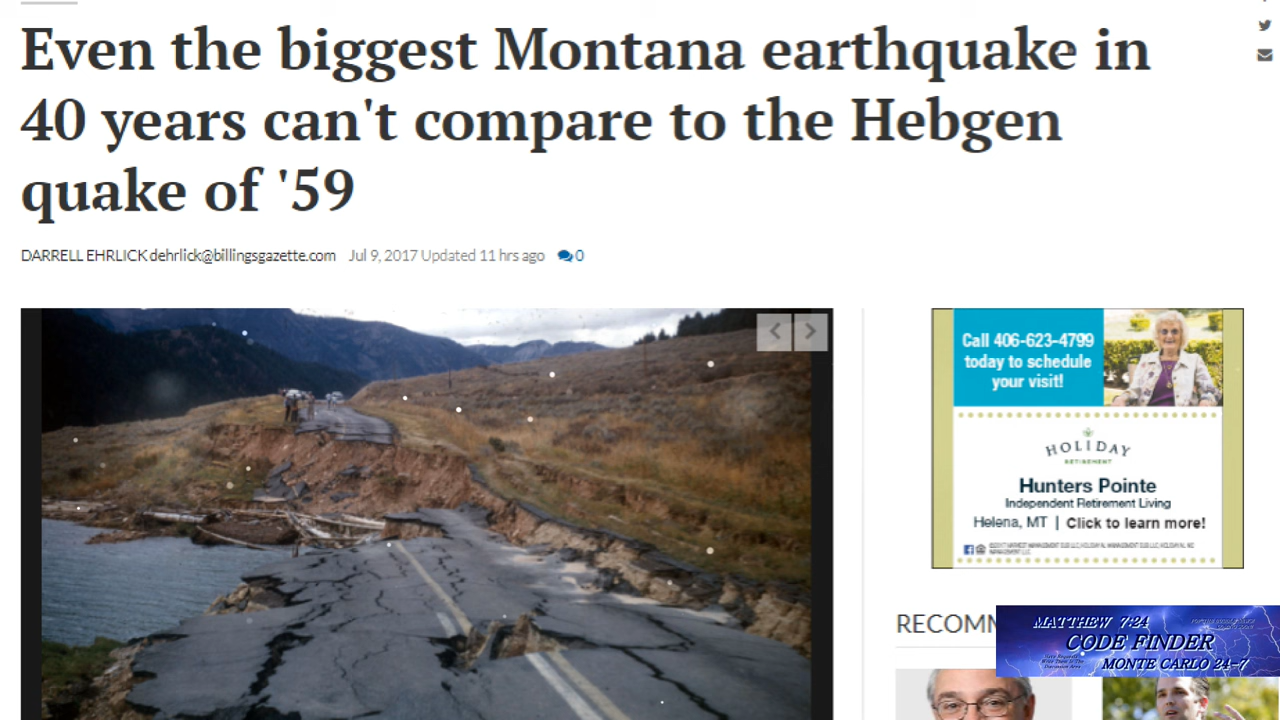 Even the biggest Montana earthquake in
40 years can't compare to the Hebgen
quake of '59
DARRELL EHRLICK dehrlick@billingsgazette.com Jul 9, 2017 Updated 11 hrs ago 0
Call 406-623-4799
today to schedule
your visit!
HOLIDAY
RETIREMENT
Hunters Pointe
Independent Retirement Living
Helena, MT | Click to learn more!
RECOMM
MATTHEW 7:24
CODE FINDER
MONTE CARLO 24-7